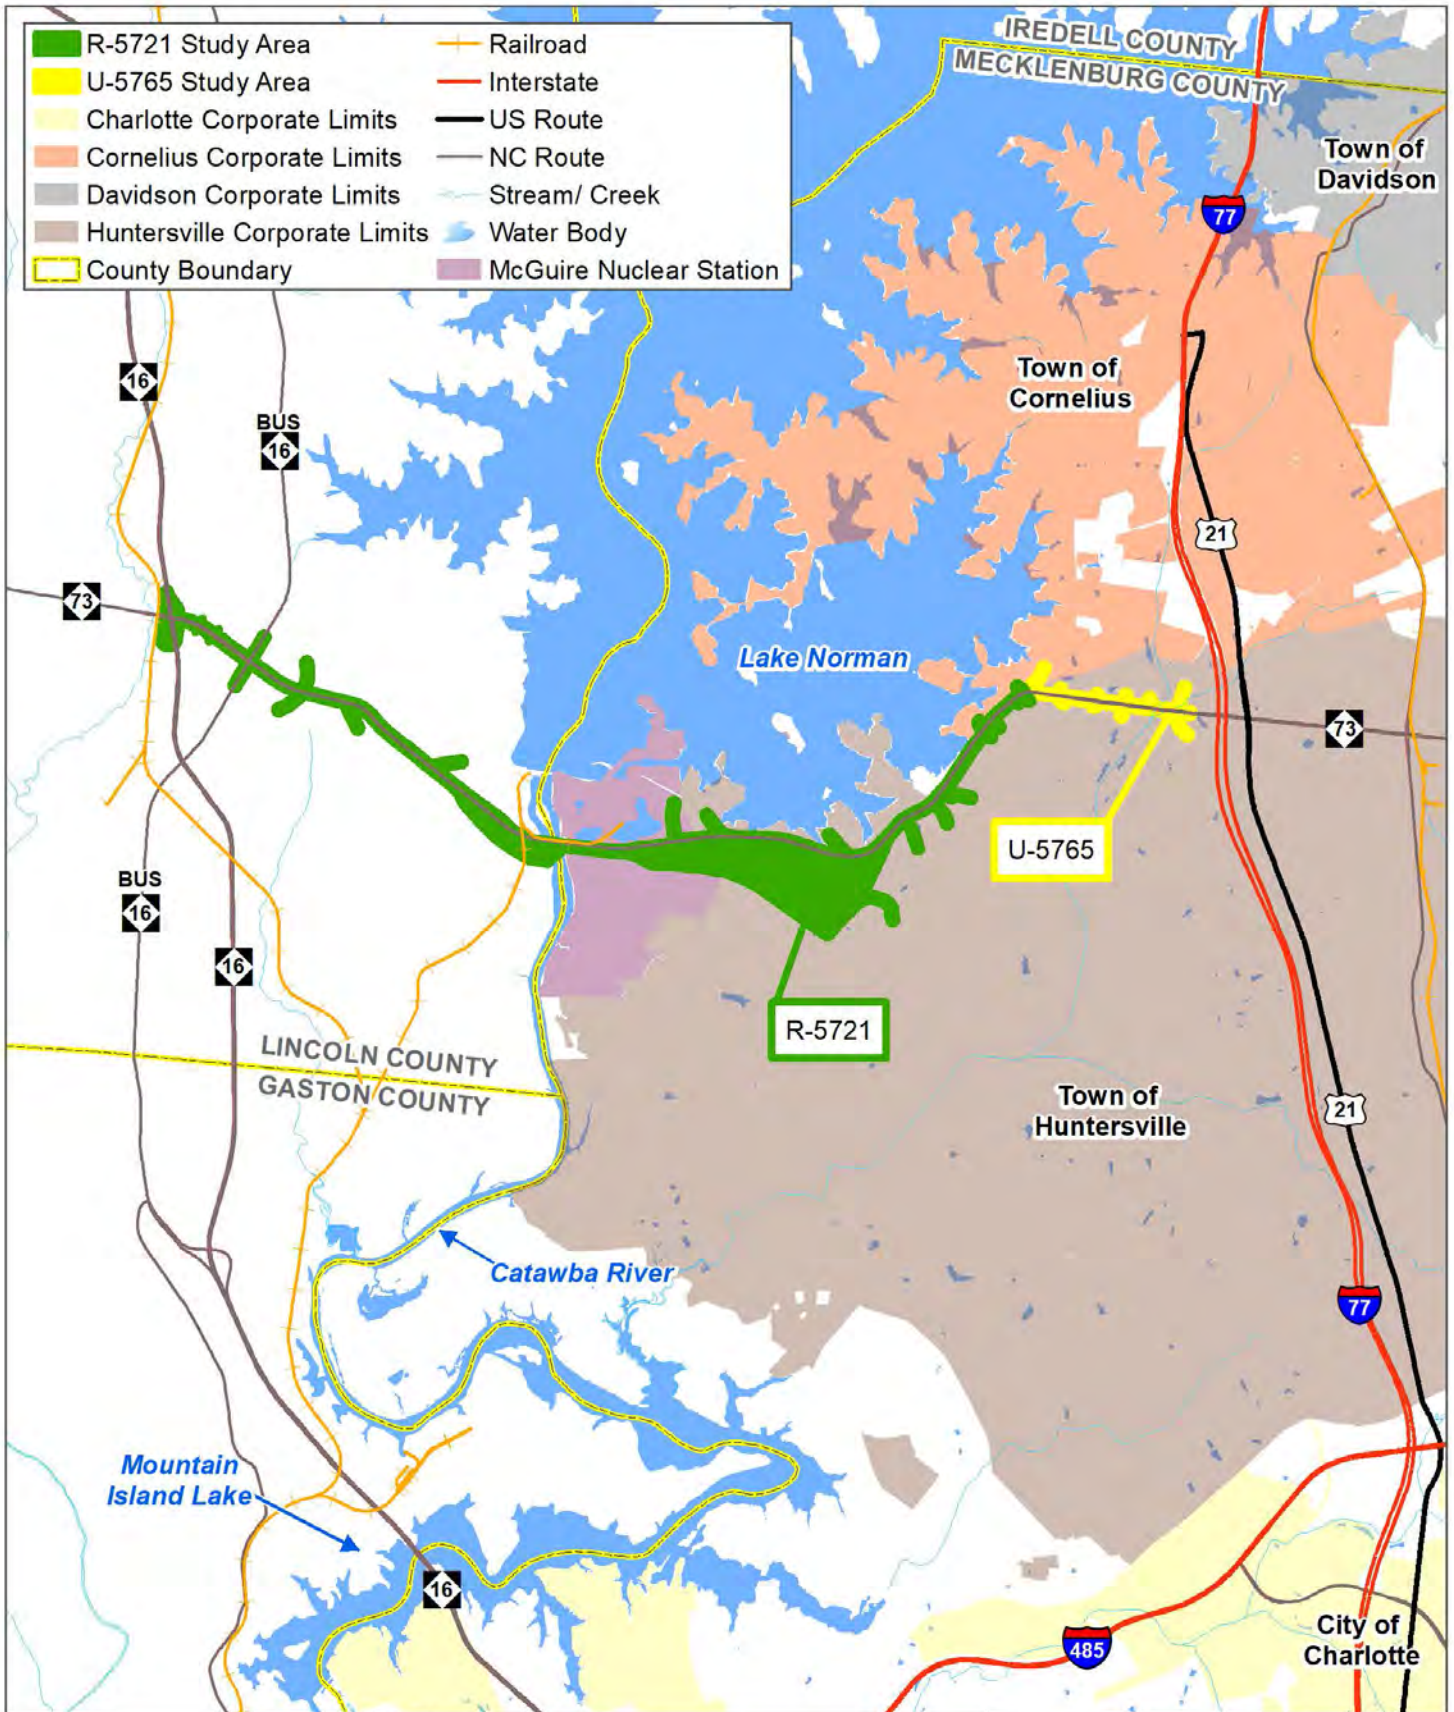 R-5721 Study Area
U-5765 Study Area
Charlotte Corporate Limits
Cornelius Corporate Limits
Davidson Corporate Limits
Huntersville Corporate Limits
County Boundary
Railroad
Interstate
US Route
NC Route
Stream/ Creek
Water Body
McGuire Nuclear Station
IREDELL COUNTY
MECKLENBURG COUNTY
Town of
Davidson
77
16
Town of
Cornelius
BUS
16
21
73
Lake Norman
73
U-5765
BUS
16
16
R-5721
LINCOLN COUNTY
GASTON COUNTY
Town of
Huntersville
21
Catawba River
77
Mountain
Island Lake
16
485
City of
Charlotte